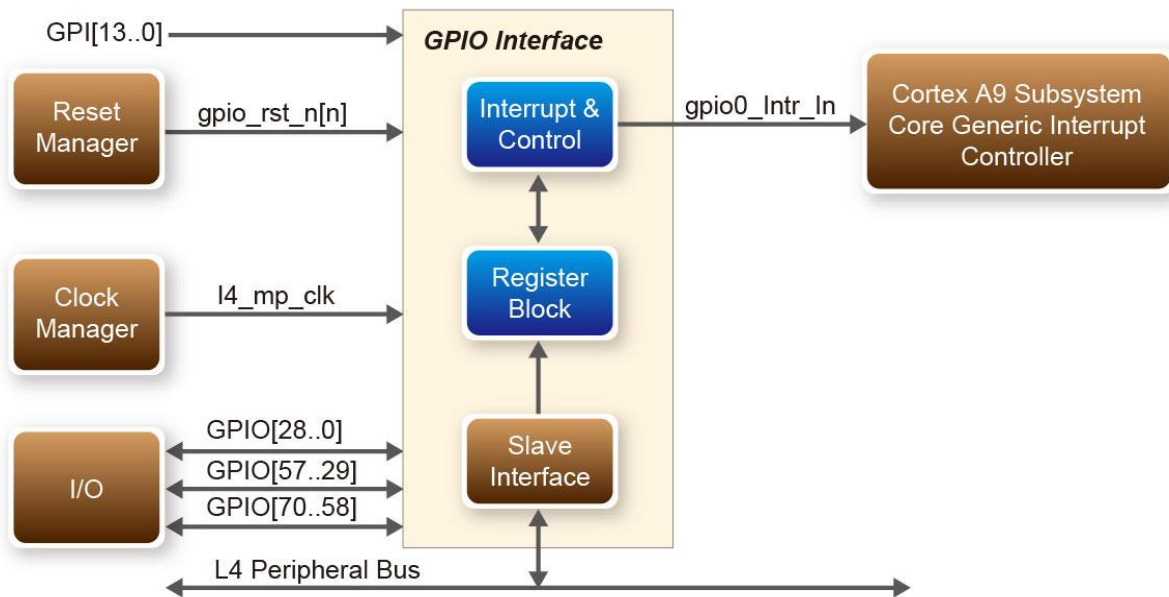 GPI[13..0]
GPIO Interface
Reset
Manager
gpio_rst_n[n]
Interrupt &
Control
gpio0_Intr_In
Cortex A9 Subsystem
Core Generic Interrupt
Controller
Clock
Manager
l4_mp_clk
Register
Block
I/O
GPIO[28..0]
GPIO[57..29]
GPIO[70..58]
Slave
Interface
L4 Peripheral Bus